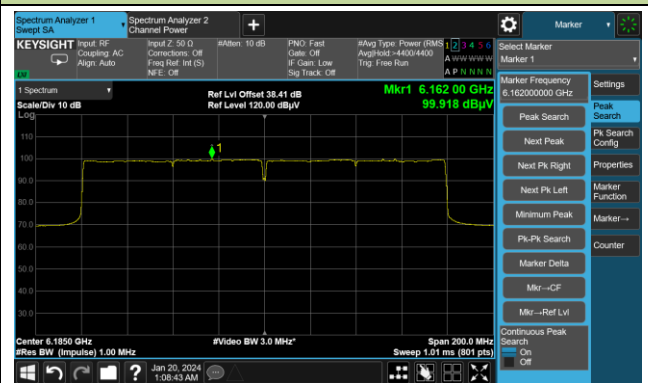 Spectrum Analyzer 1
Swept SA
Spectrum Analyzer 2
Channel Power
+
Marker
KEYSIGHT
Input: RF
Coupling: AC
Align: Auto
Input Z: 50 Ω
Corrections: Off
Freq Ref: Int (S)
NFE: Off
#Atten: 10 dB
PNO: Fast
Gate: Off
IF Gain: Low
Sig Track: Off
#Avg Type: Power (RMS
Avg|Hold:>4400/4400
Trig: Free Run
1 2 3 4 5 6
A W W W W W
A P N N N N
Select Marker
Marker 1
LXI
1 Spectrum
Scale/Div 10 dB
Log
Ref Lvl Offset 38.41 dB
Ref Level 120.00 dBµV
Mkr1 6.162 00 GHz
99.918 dBµV
1
110
100
90.0
80.0
70.0
60.0
50.0
40.0
30.0
Center 6.1850 GHz
#Res BW (Impulse) 1.00 MHz
#Video BW 3.0 MHz*
Span 200.0 MHz
Sweep 1.01 ms (801 pts)
Marker Frequency
6.162000000 GHz
Peak Search
Next Peak
Next Pk Right
Next Pk Left
Minimum Peak
Pk-Pk Search
Marker Delta
Mkr→CF
Mkr→Ref Lvl
Continuous Peak
Search
On
Off
Settings
Peak
Search
Pk Search
Config
Properties
Marker
Function
Marker→
Counter
?
Jan 20, 2024
1:08:43 AM